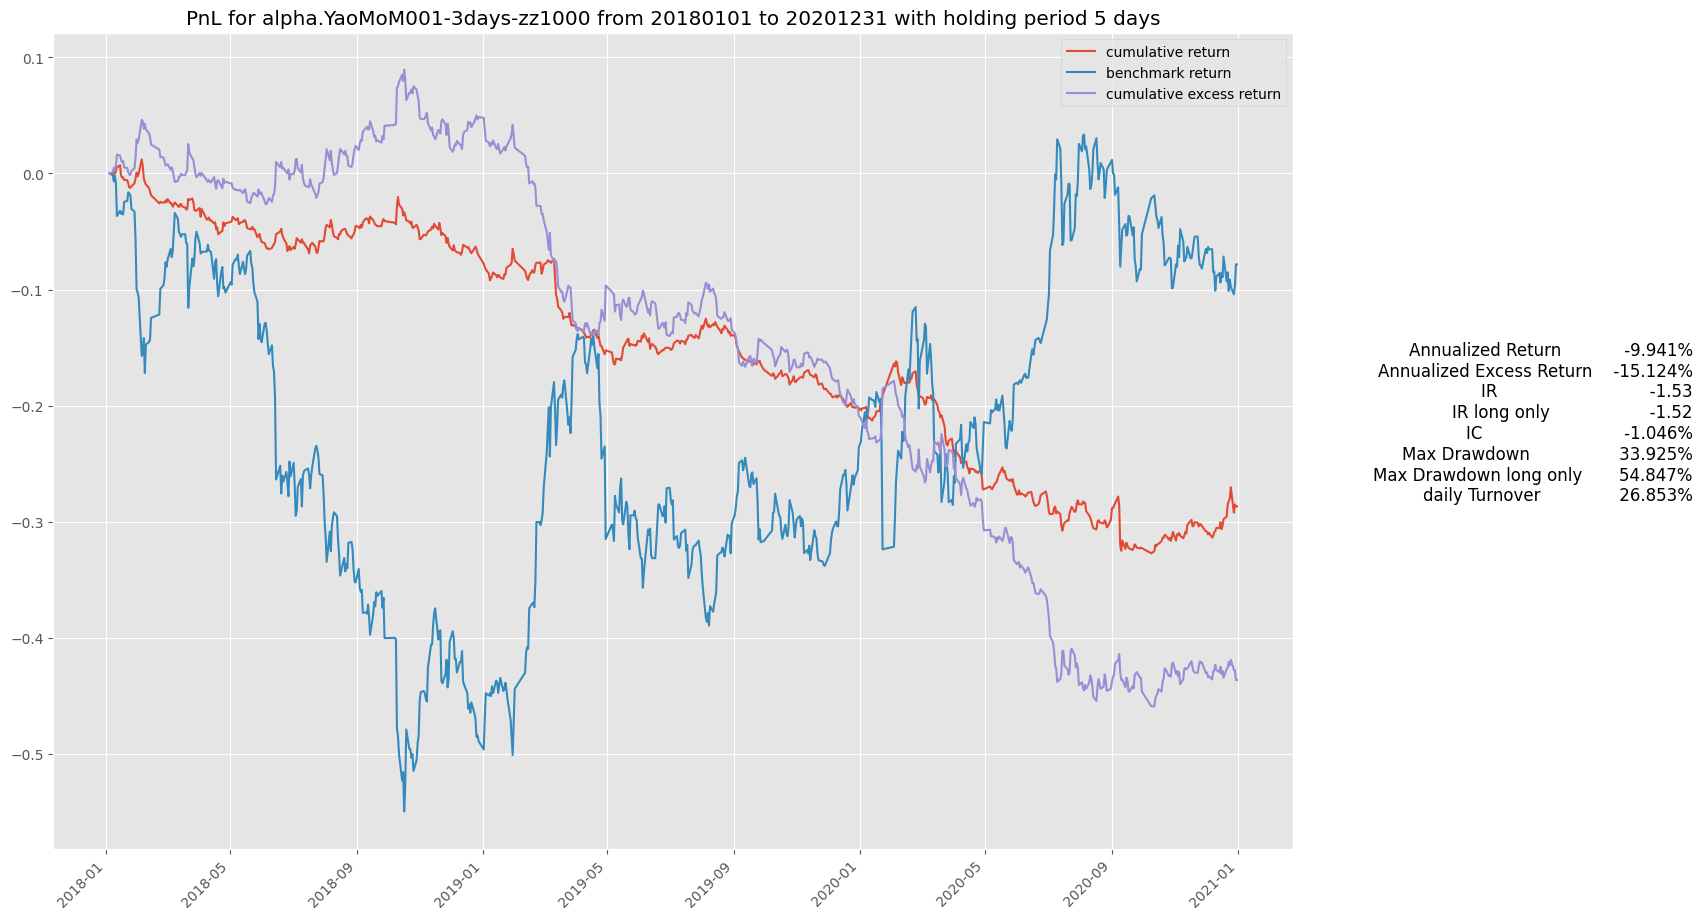 PnL for alpha.YaoMoM001-3days-zz1000 from 20180101 to 20201231 with holding period 5 days
cumulative return
benchmark return
cumulative excess return
0.1
0.0
−0.1
−0.2
−0.3
−0.4
−0.5
2018-01
2018-05
2018-09
2019-01
2019-05
2019-09
2020-01
2020-05
2020-09
2021-01
Annualized Return -9.941%
Annualized Excess Return -15.124%
IR -1.53
IR long only -1.52
IC -1.046%
Max Drawdown 33.925%
Max Drawdown long only 54.847%
daily Turnover 26.853%